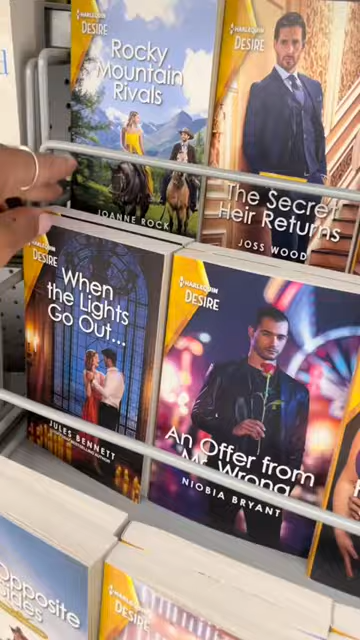 HARLEQUIN
DESIRE
Rocky
Mountain
Rivals
JOANNE ROCK
HARLEQUIN
DESIRE
The Secret
Heir Returns
JOSS WOOD
HARLEQUIN
DESIRE
When
the Lights
Go Out...
JULES BENNETT
HARLEQUIN
DESIRE
An Offer from
Mr. Wrong
NIOBIA BRYANT
Opposite
HARLEQUIN
DESIRE